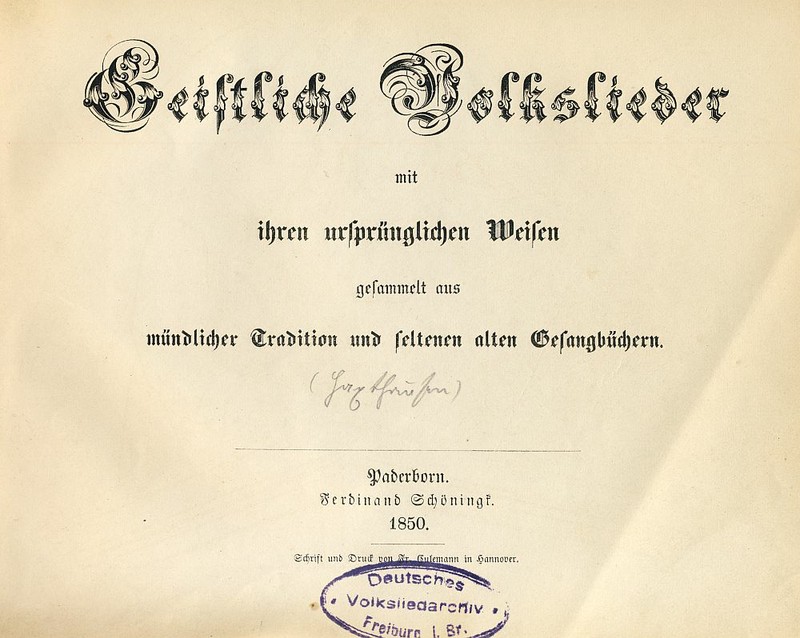 Geiſtliche Volkslieder
mit
ihren urſprünglichen Weiſen
geſammelt aus
mündlicher Tradition und ſeltenen alten Geſangbüchern.
(Haxthauſen)
Paderborn.
Ferdinand Schöningk.
1850.
Schrift und Druck von Fr. Culemann in Hannover.
Deutsches
Volksliedarchiv
Freiburg i. Br.